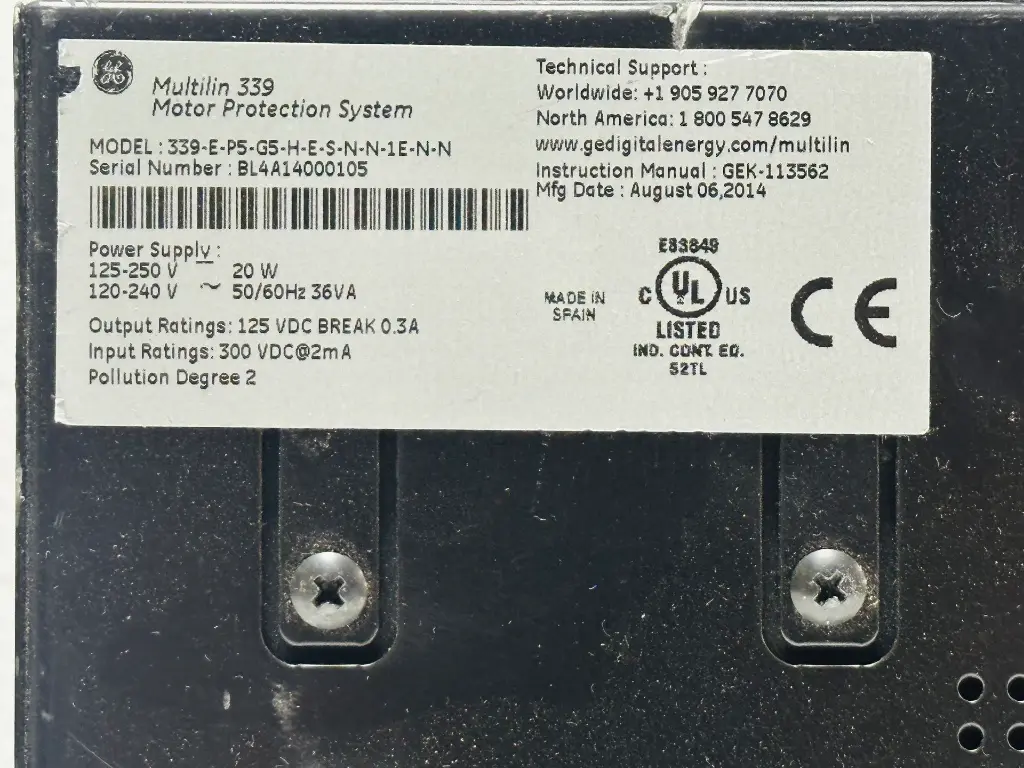 Multilin 339
Motor Protection System
MODEL : 339-E-P5-G5-H-E-S-N-N-1E-N-N
Serial Number : BL4A14000105
Power Supply :
125-250 V ⎓ 20 W
120-240 V ~ 50/60Hz 36VA
Output Ratings: 125 VDC BREAK 0.3A
Input Ratings: 300 VDC@2mA
Pollution Degree 2
Technical Support :
Worldwide: +1 905 927 7070
North America: 1 800 547 8629
www.gedigitalenergy.com/multilin
Instruction Manual : GEK-113562
Mfg Date : August 06,2014
MADE IN
SPAIN
E83849
C UL US
LISTED
IND. CONT. EQ.
52TL
CE